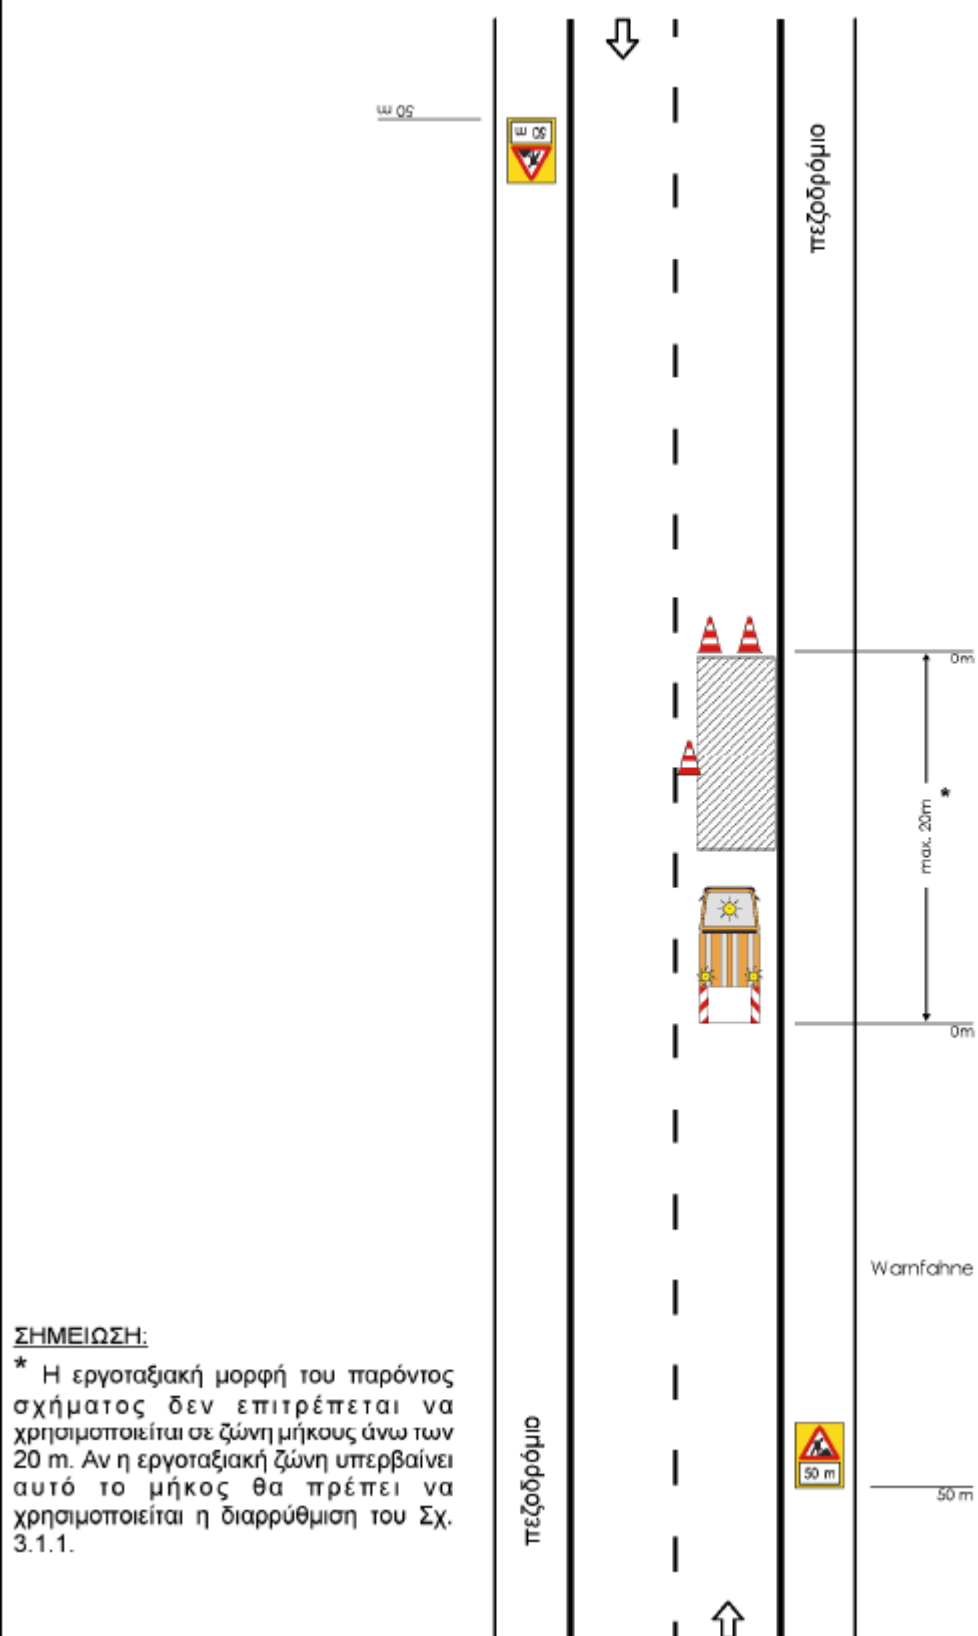 50 m
50 m
πεζοδρόμιο
0m
max. 20m
*
0m
Warnfahne
ΣΗΜΕΙΩΣΗ:
* Η εργοταξιακή μορφή του παρόντος
σχήματος δεν επιτρέπεται να
χρησιμοποιείται σε ζώνη μήκους άνω των
20 m. Αν η εργοταξιακή ζώνη υπερβαίνει
αυτό το μήκος θα πρέπει να
χρησιμοποιείται η διαρρύθμιση του Σχ.
3.1.1.
πεζοδρόμιο
50 m
50 m